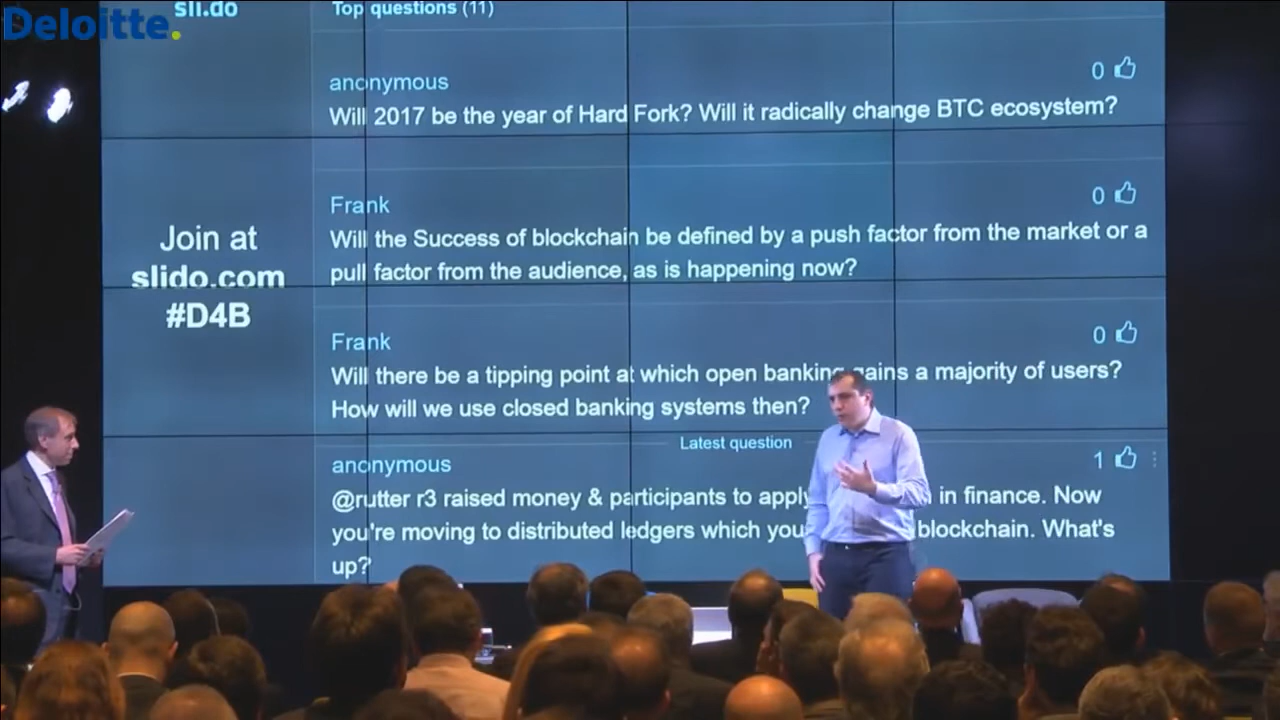 Deloitte.
sli.do
Top questions (11)
anonymous
0
Will 2017 be the year of Hard Fork? Will it radically change BTC ecosystem?
Join at
slido.com
#D4B
Frank
0
Will the Success of blockchain be defined by a push factor from the market or a
pull factor from the audience, as is happening now?
Frank
0
Will there be a tipping point at which open banking gains a majority of users?
How will we use closed banking systems then?
Latest question
anonymous
1
@rutter r3 raised money & participants to apply in finance. Now
you're moving to distributed ledgers which you blockchain. What's
up?